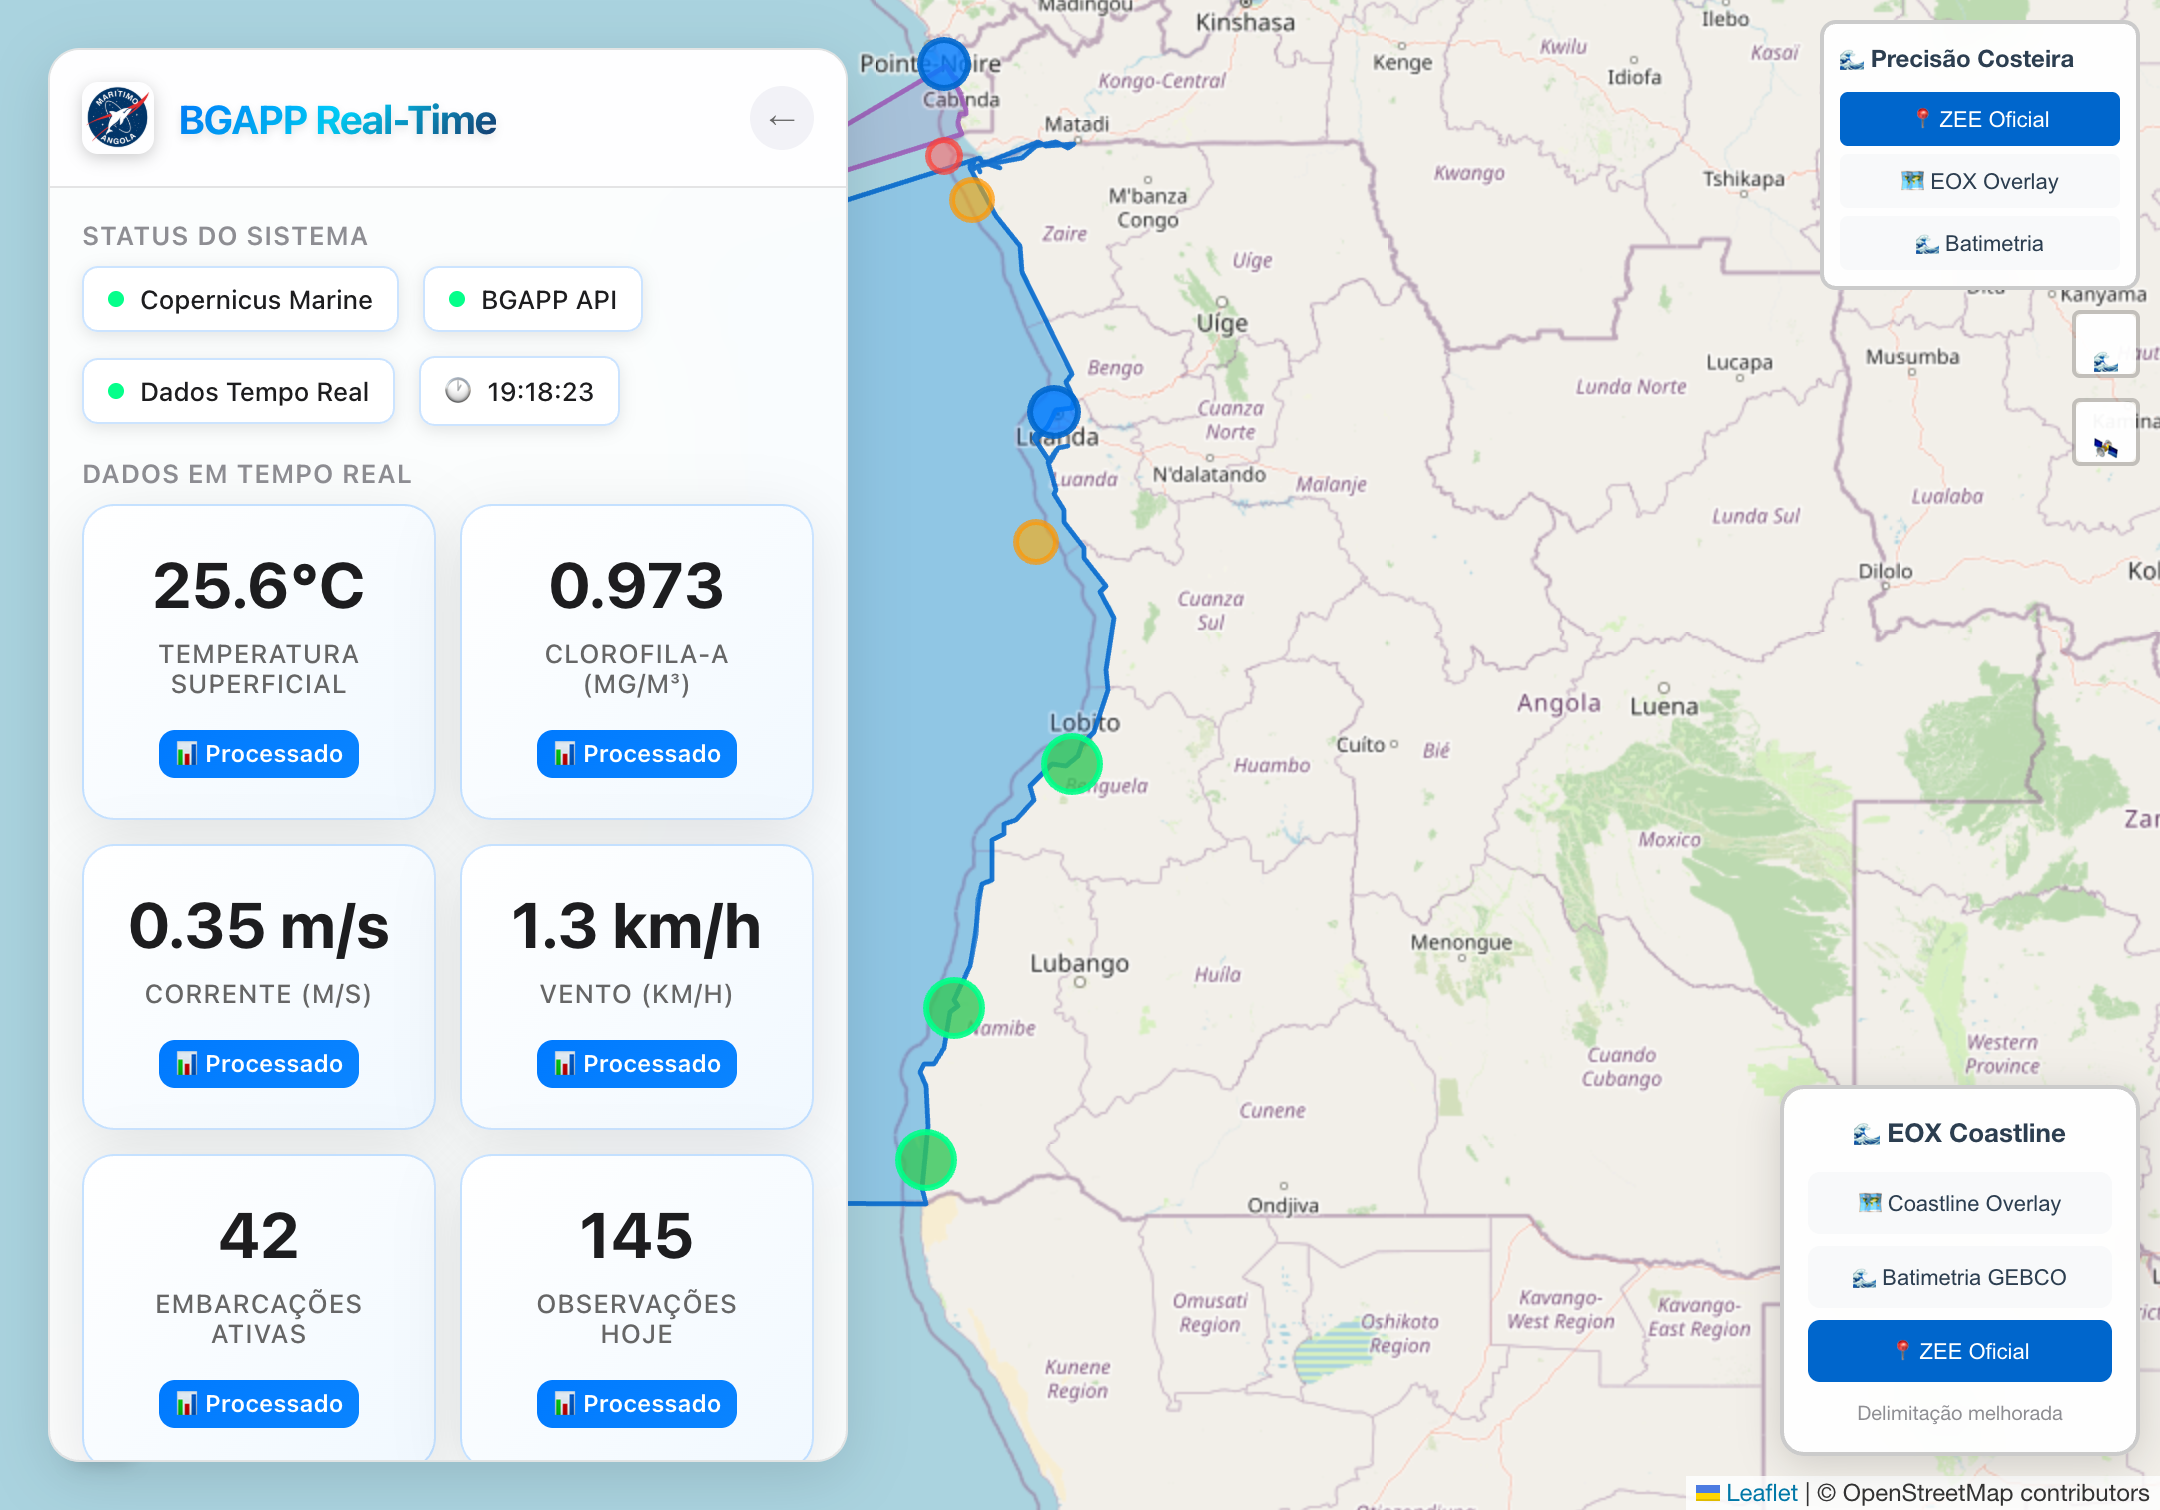 MARÍTIMO
ANGOLA
BGAPP Real-Time
←
STATUS DO SISTEMA
Copernicus Marine
BGAPP API
Dados Tempo Real
19:18:23
DADOS EM TEMPO REAL
25.6°C
TEMPERATURA
SUPERFICIAL
Processado
0.973
CLOROFILA-A
(MG/M³)
Processado
0.35 m/s
CORRENTE (M/S)
Processado
1.3 km/h
VENTO (KM/H)
Processado
42
EMBARCAÇÕES
ATIVAS
Processado
145
OBSERVAÇÕES
HOJE
Processado
Madingou
Kinshasa
Ilebo
Pointe-Noire
Kenge
Kwilu
Idiofa
Kasaï
Kongo-Central
Cabinda
Matadi
Kwango
Tshikapa
M'banza
Congo
Zaire
Uíge
Uíge
Kanyama
Bengo
Lucapa
Musumba
Lunda Norte
Cuanza
Norte
Luanda
Luanda
N'dalatando
Malanje
Lualaba
Lunda Sul
Dilolo
Cuanza
Sul
Angola
Luena
Lobito
Cuíto
Bié
Huambo
Benguela
Moxico
Menongue
Lubango
Huíla
Namibe
Cuando
Cubango
Western
Province
Cunene
Ondjiva
Omusati
Region
Oshikoto
Region
Kavango-
West Region
Kavango-
East Region
Kunene
Region
Precisão Costeira
ZEE Oficial
EOX Overlay
Batimetria
EOX Coastline
Coastline Overlay
Batimetria GEBCO
ZEE Oficial
Delimitação melhorada
Leaflet | © OpenStreetMap contributors